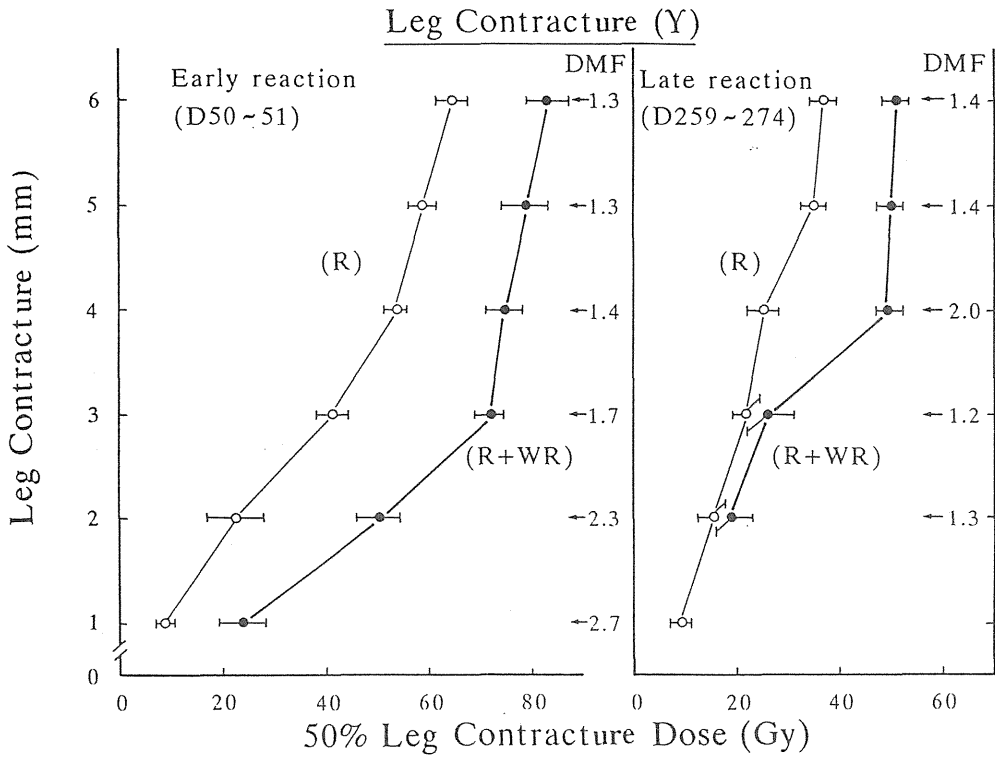 Leg Contracture (Y)
Early reaction
(D50~51)
DMF
Late reaction
(D259~274)
DMF
6
1.3
1.4
5
1.3
1.4
(R)
(R)
4
1.4
2.0
3
1.7
1.2
(R+WR)
(R+WR)
2
2.3
1.3
1
2.7
0
0 20 40 60 80 0 20 40 60
50% Leg Contracture Dose (Gy)
Leg Contracture (mm)